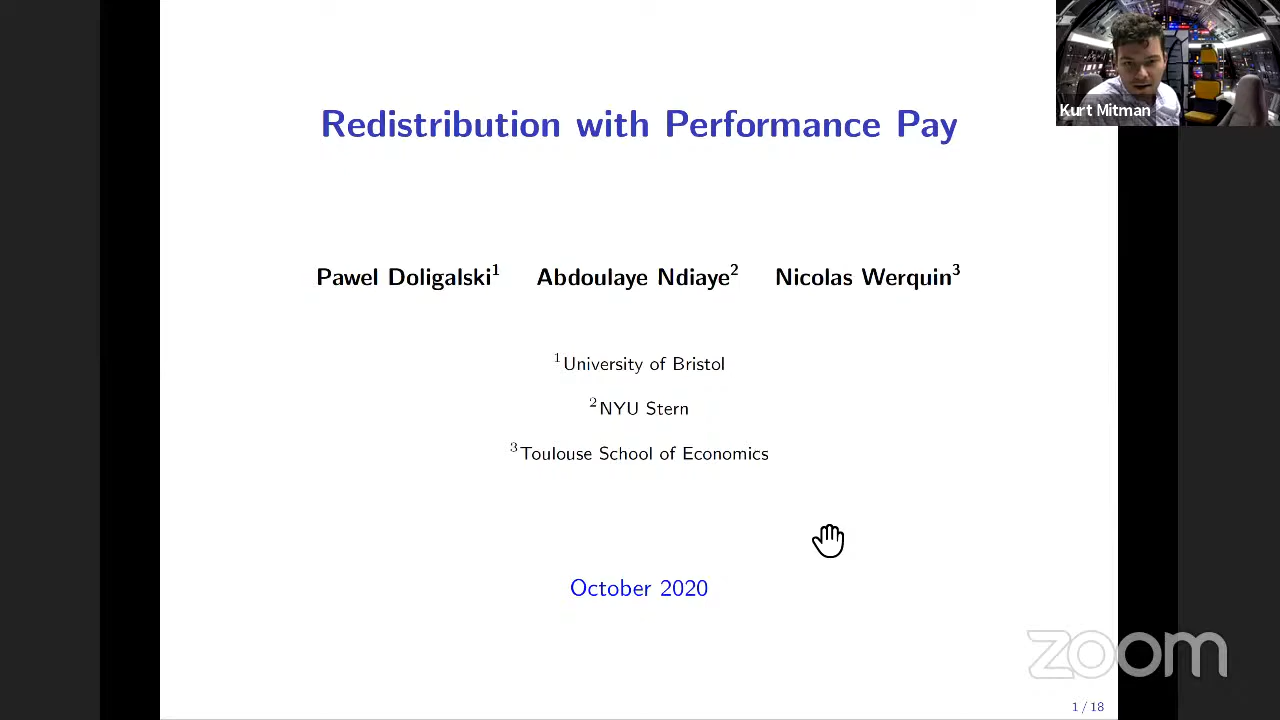 Kurt Mitman
Redistribution with Performance Pay
Pawel Doligalski¹ Abdoulaye Ndiaye² Nicolas Werquin³
¹University of Bristol
²NYU Stern
³Toulouse School of Economics
October 2020
zoom
1 / 18